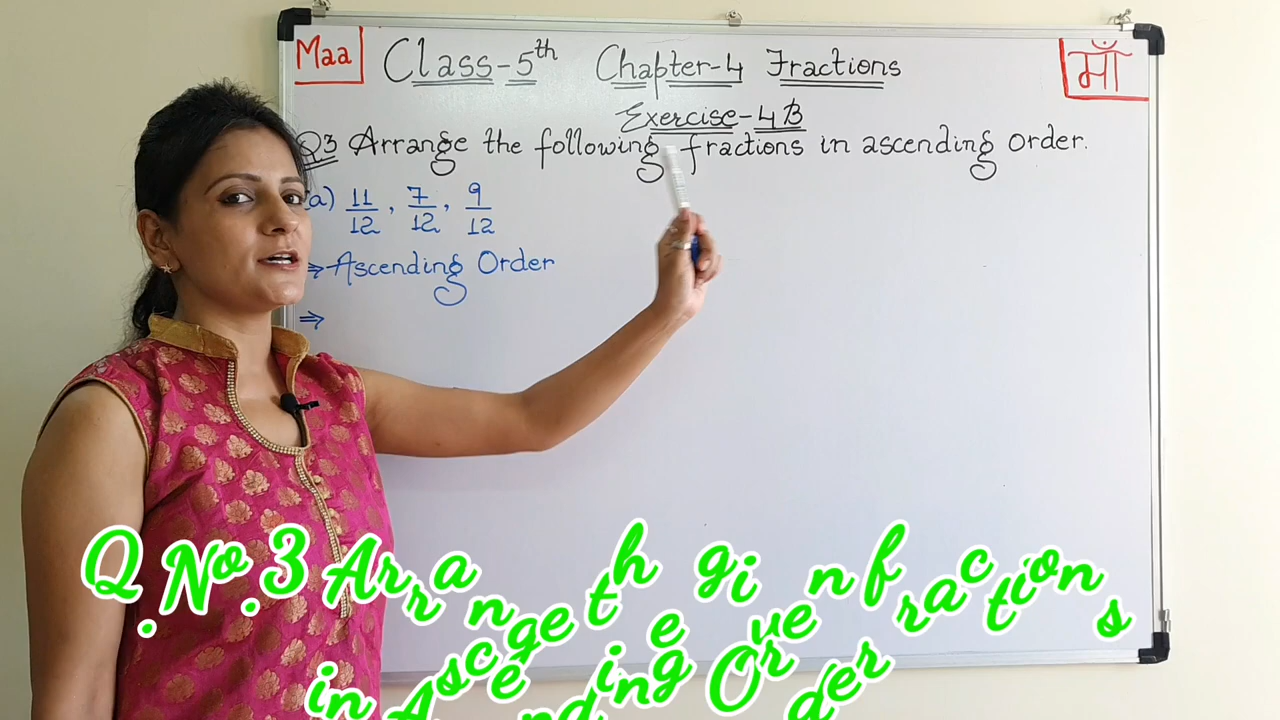 Maa
Class-5th Chapter-4 Fractions
माँ
Exercise-4B
Q3 Arrange the following fractions in ascending order.
a) 11/12, 7/12, 9/12
⇒ Ascending Order
⇒
Q.No.3 Arrange the given fractions
in Ascending Order